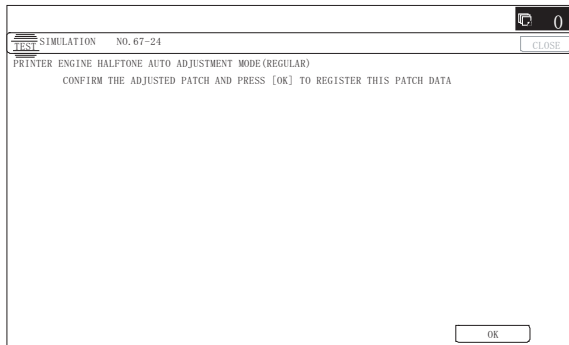 0
TEST SIMULATION NO.67-24
CLOSE
PRINTER ENGINE HALFTONE AUTO ADJUSTMENT MODE(REGULAR)
CONFIRM THE ADJUSTED PATCH AND PRESS [OK] TO REGISTER THIS PATCH DATA
OK